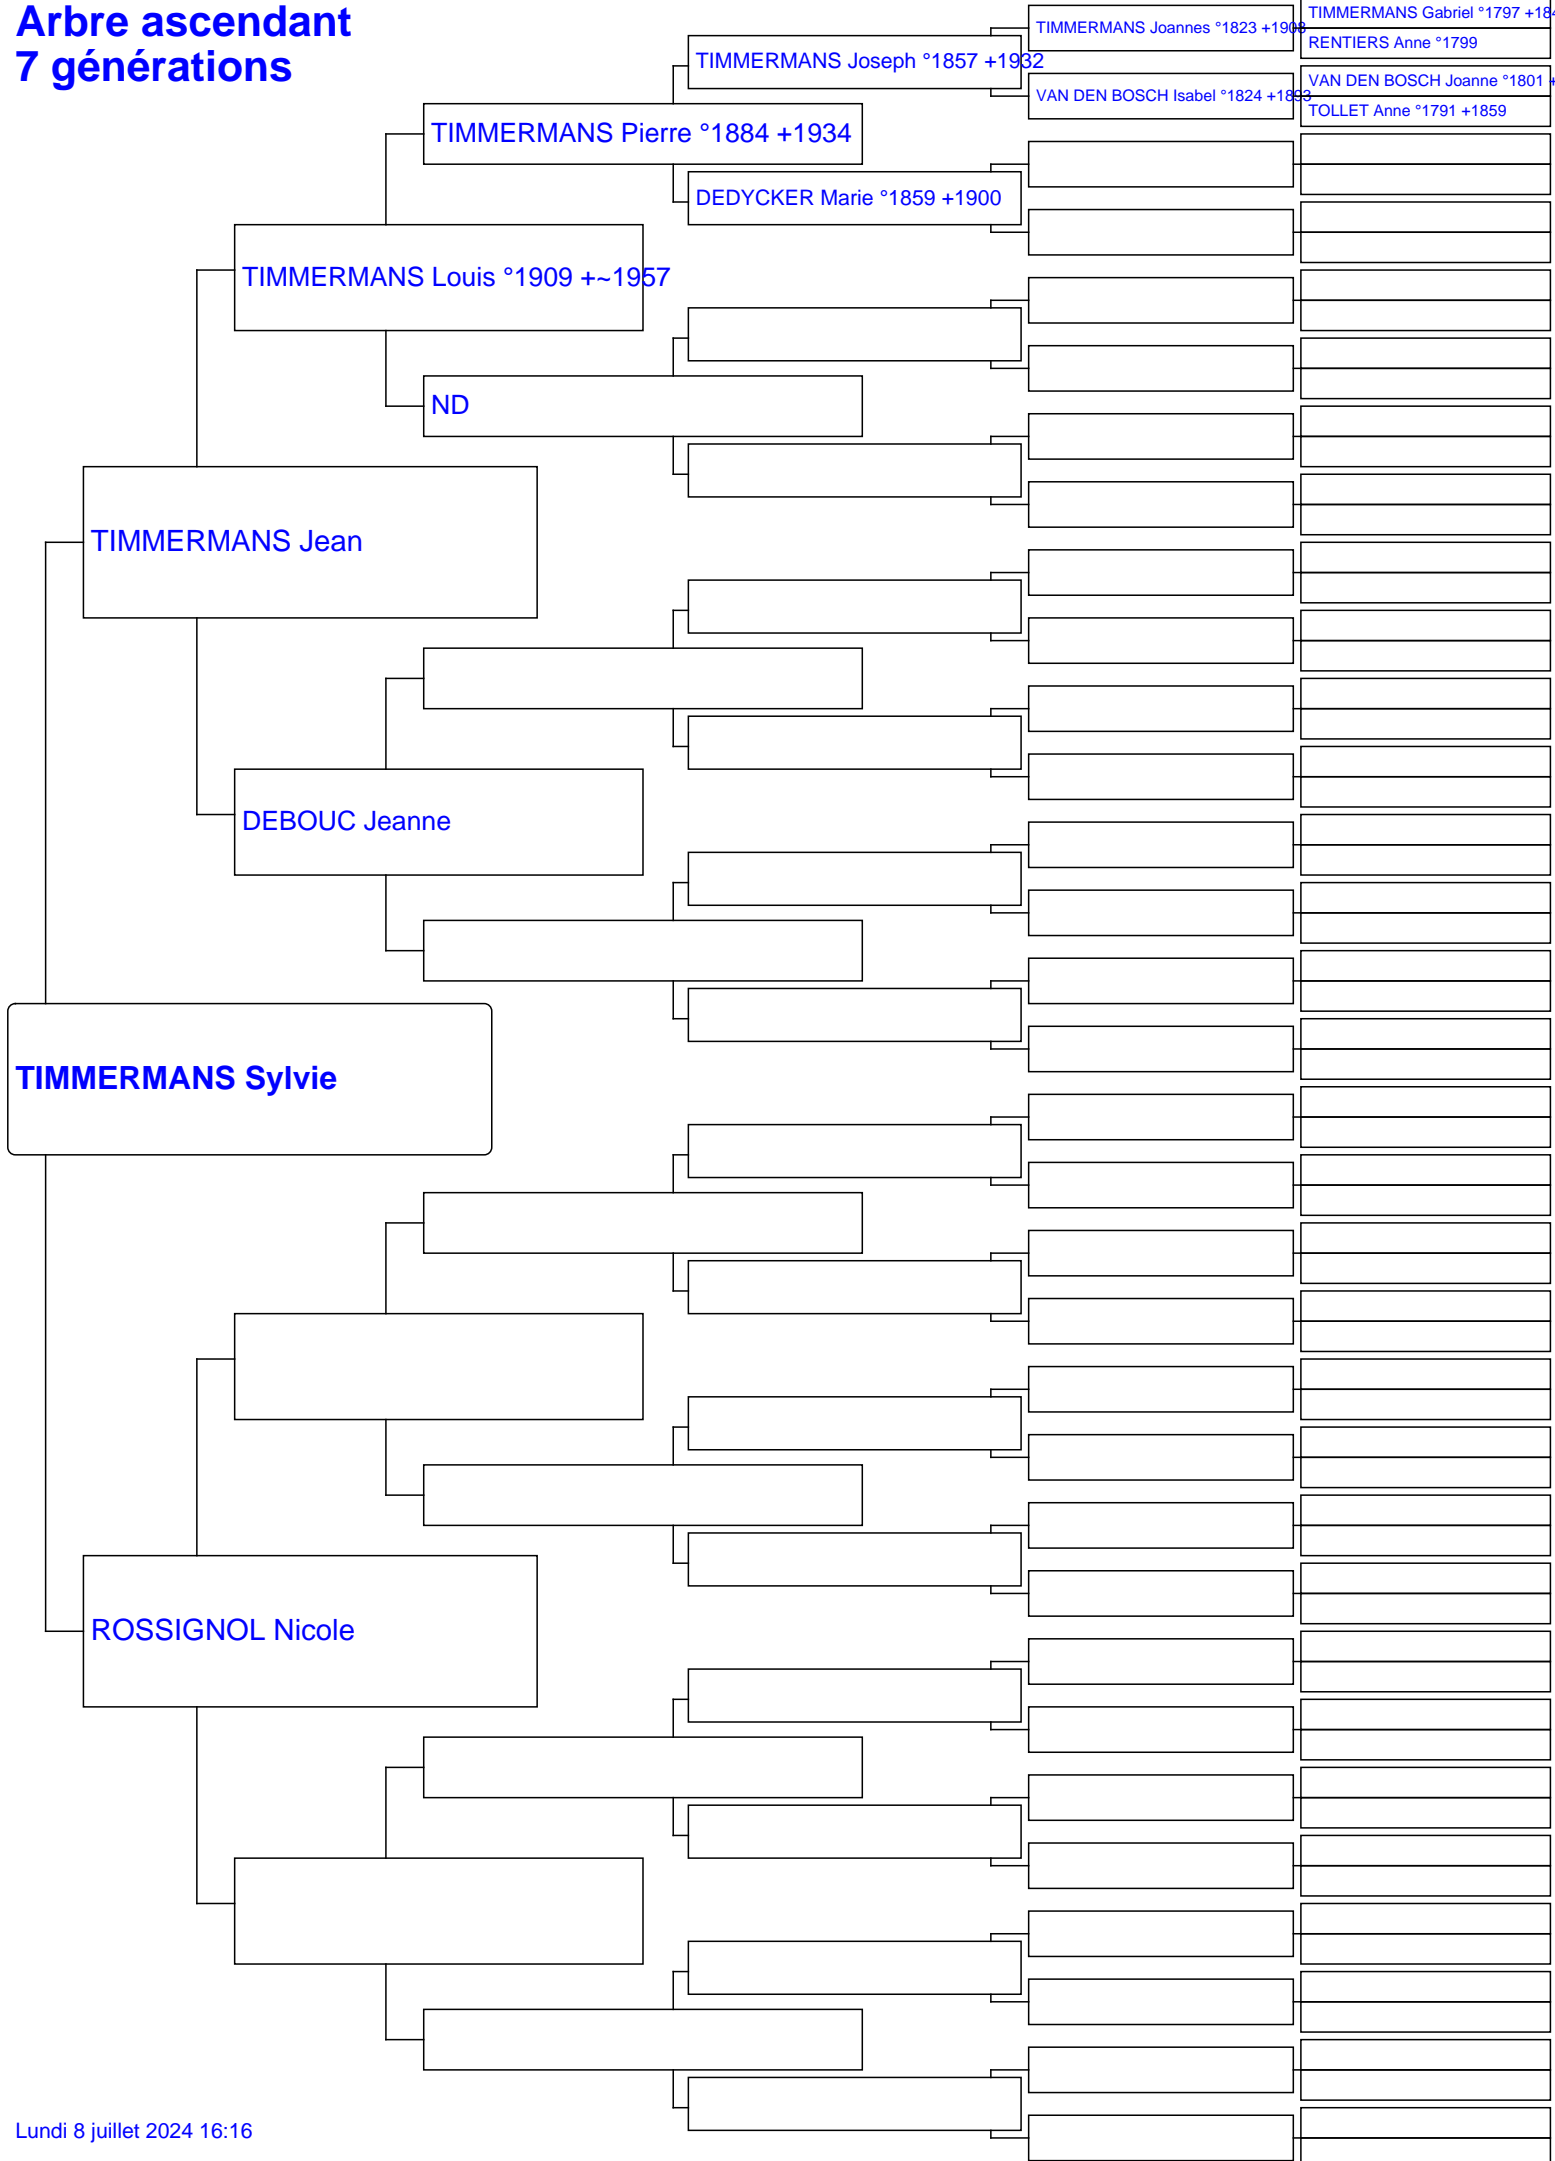 Arbre ascendant
7 générations
TIMMERMANS Gabriel °1797
TIMMERMANS Joannes °1823 +1908
RENTIERS Anne °1799
TIMMERMANS Joseph °1857 +1932
VAN DEN BOSCH Joanne °1801 +
VAN DEN BOSCH Isabel °1824 +1893
TOLLET Anne °1791 +1859
TIMMERMANS Pierre °1884 +1934
DEDYCKER Marie °1859 +1900
TIMMERMANS Louis °1909 +~1957
ND
TIMMERMANS Jean
DEBOUC Jeanne
TIMMERMANS Sylvie
ROSSIGNOL Nicole
Lundi 8 juillet 2024 16:16